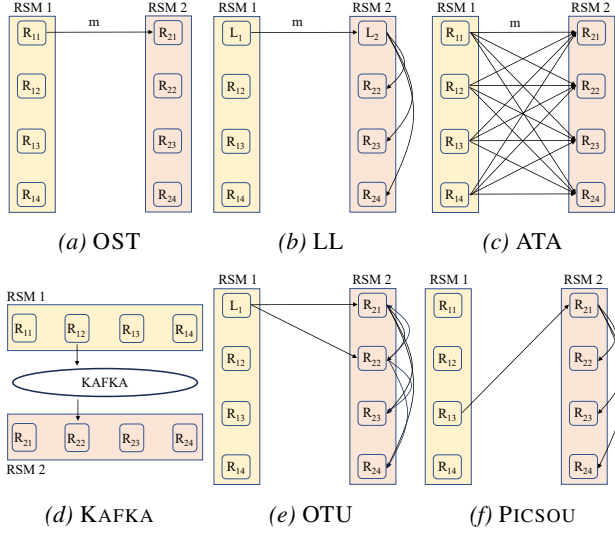 RSM 1 RSM 2 RSM 1 RSM 2 RSM 1 RSM 2
R11 m R21 L1 m L2 R11 m R21
R12 R22 R12 R22 R12 R22
R13 R23 R13 R23 R13 R23
R14 R24 R14 R24 R14 R24
(a) OST (b) LL (c) ATA
RSM 1
R11 R12 R13 R14
KAFKA
R21 R22 R23 R24
RSM 2
RSM 1 RSM 2
L1 R21
R12 R22
R13 R23
R14 R24
RSM 1 RSM 2
R11 R21
R12 R22
R13 R23
R14 R24
(d) KAFKA (e) OTU (f) PICSOU